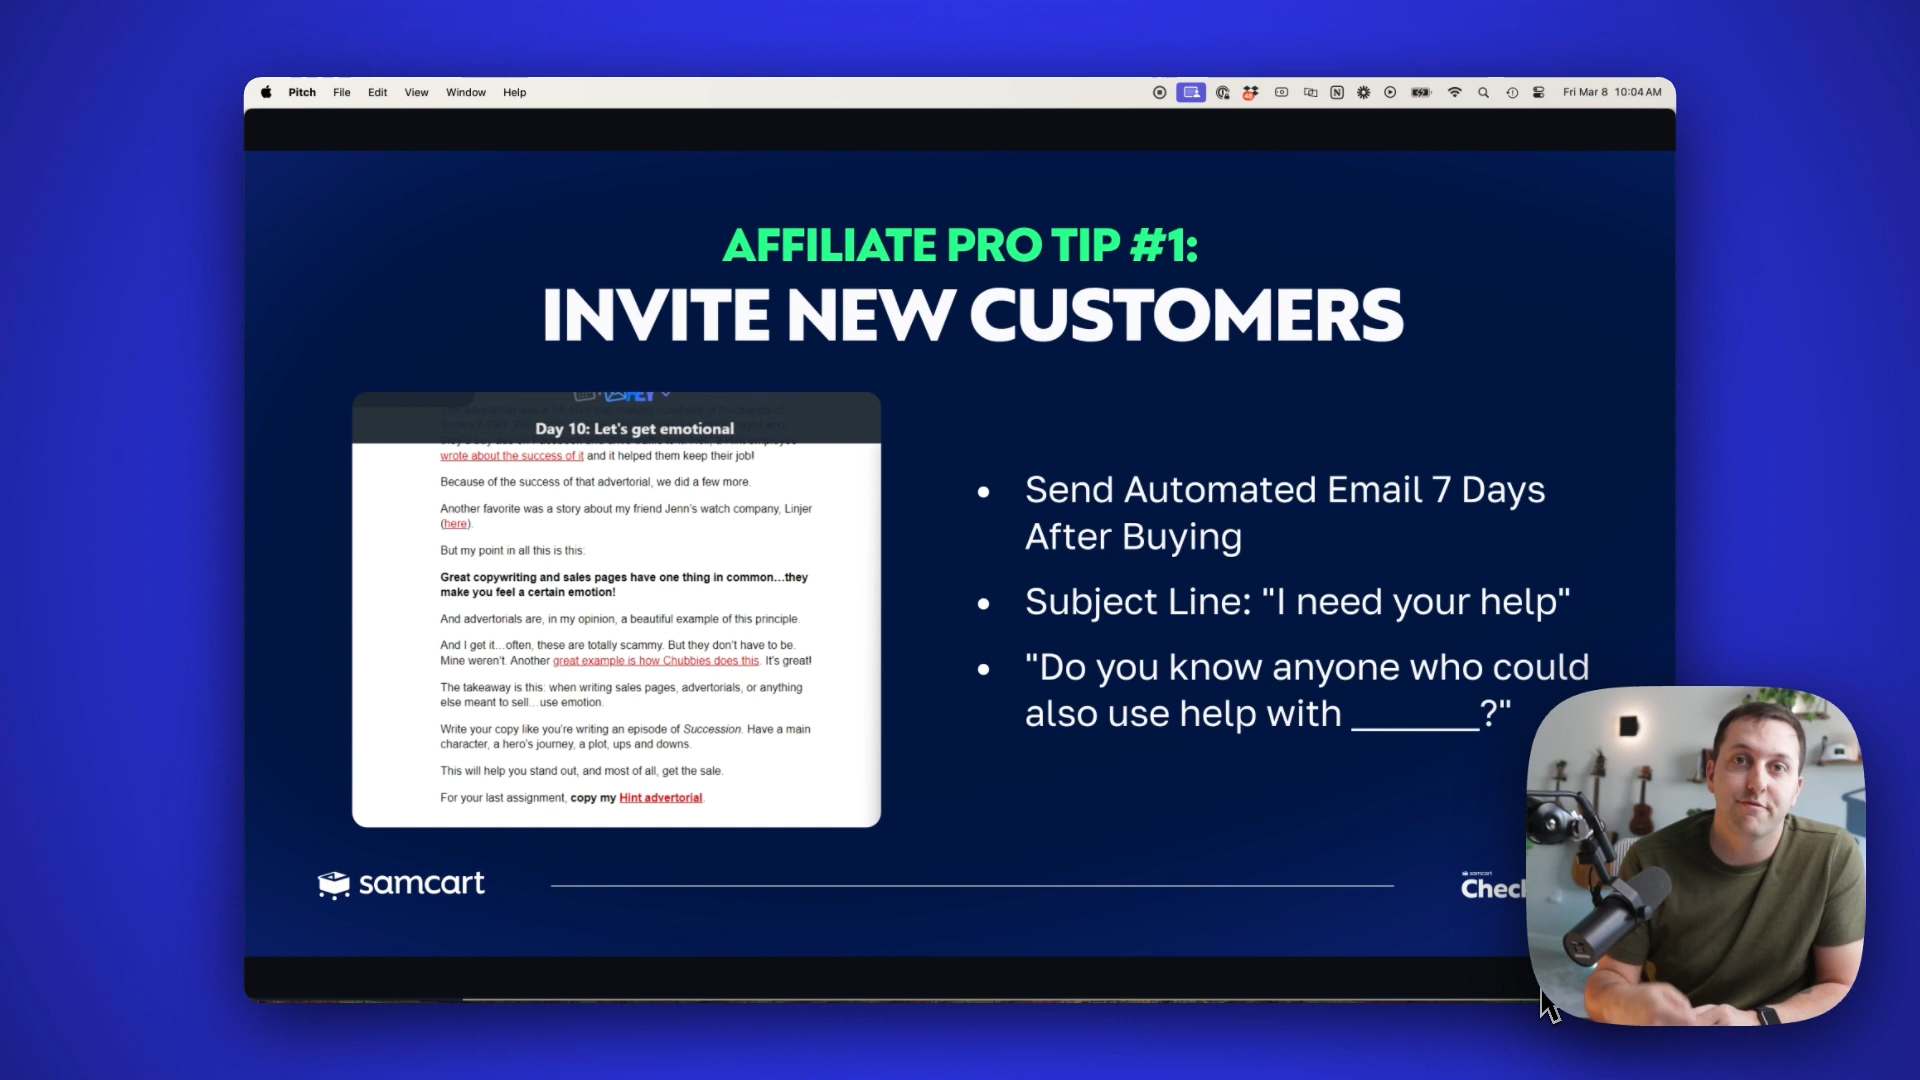 Pitch File Edit View Window Help Fri Mar 8 10:04 AM
AFFILIATE PRO TIP #1:
INVITE NEW CUSTOMERS
HEY
Day 10: Let's get emotional
wrote about the success of it and it helped them keep their job!
Because of the success of that advertorial, we did a few more.
Another favorite was a story about my friend Jenn's watch company, Linjer
(here).
But my point in all this is this:
Great copywriting and sales pages have one thing in common…they
make you feel a certain emotion!
And advertorials are, in my opinion, a beautiful example of this principle.
And I get it…often, these are totally scammy. But they don't have to be.
Mine weren't. Another great example is how Chubbies does this. It's great!
The takeaway is this: when writing sales pages, advertorials, or anything
else meant to sell…use emotion.
Write your copy like you're writing an episode of Succession. Have a main
character, a hero's journey, a plot, ups and downs.
This will help you stand out, and most of all, get the sale.
For your last assignment, copy my Hint advertorial.
• Send Automated Email 7 Days
After Buying
• Subject Line: "I need your help"
• "Do you know anyone who could
also use help with _______?"
samcart
samcart
Check